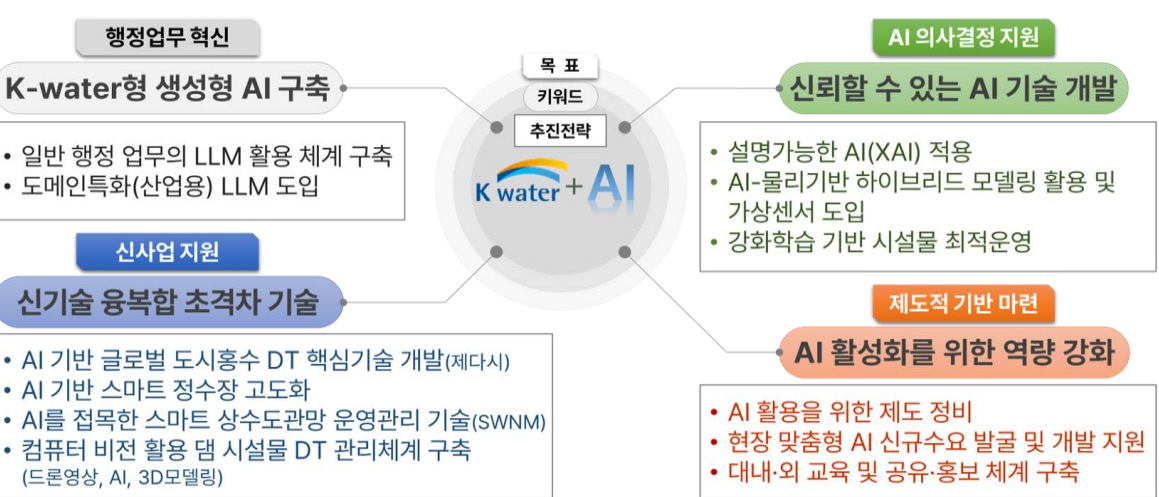 행정업무 혁신
K-water형 생성형 AI 구축
• 일반 행정 업무의 LLM 활용 체계 구축
• 도메인특화(산업용) LLM 도입
신사업 지원
신기술 융복합 초격차 기술
• AI 기반 글로벌 도시홍수 DT 핵심기술 개발(제다시)
• AI 기반 스마트 정수장 고도화
• AI를 접목한 스마트 상수도관망 운영관리 기술(SWNM)
• 컴퓨터 비전 활용 댐 시설물 DT 관리체계 구축
(드론영상, AI, 3D모델링)
목 표
키워드
추진전략
K water + AI
AI 의사결정 지원
신뢰할 수 있는 AI 기술 개발
• 설명가능한 AI(XAI) 적용
• AI-물리기반 하이브리드 모델링 활용 및
가상센서 도입
• 강화학습 기반 시설물 최적운영
제도적 기반 마련
AI 활성화를 위한 역량 강화
• AI 활용을 위한 제도 정비
• 현장 맞춤형 AI 신규수요 발굴 및 개발 지원
• 대내·외 교육 및 공유·홍보 체계 구축